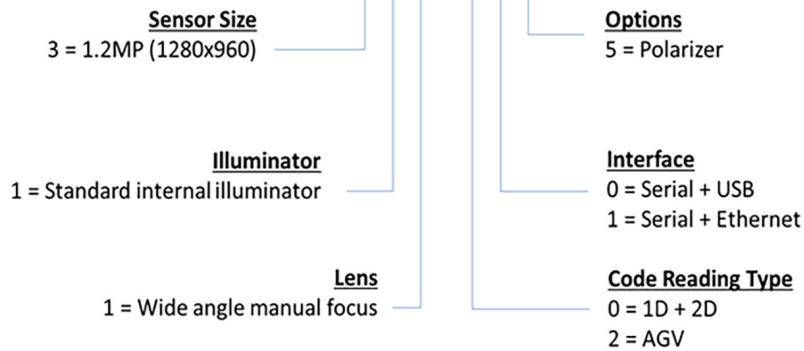 Sensor Size
3 = 1.2MP (1280x960)
Options
5 = Polarizer
Illuminator
1 = Standard internal illuminator
Interface
0 = Serial + USB
1 = Serial + Ethernet
Lens
1 = Wide angle manual focus
Code Reading Type
0 = 1D + 2D
2 = AGV